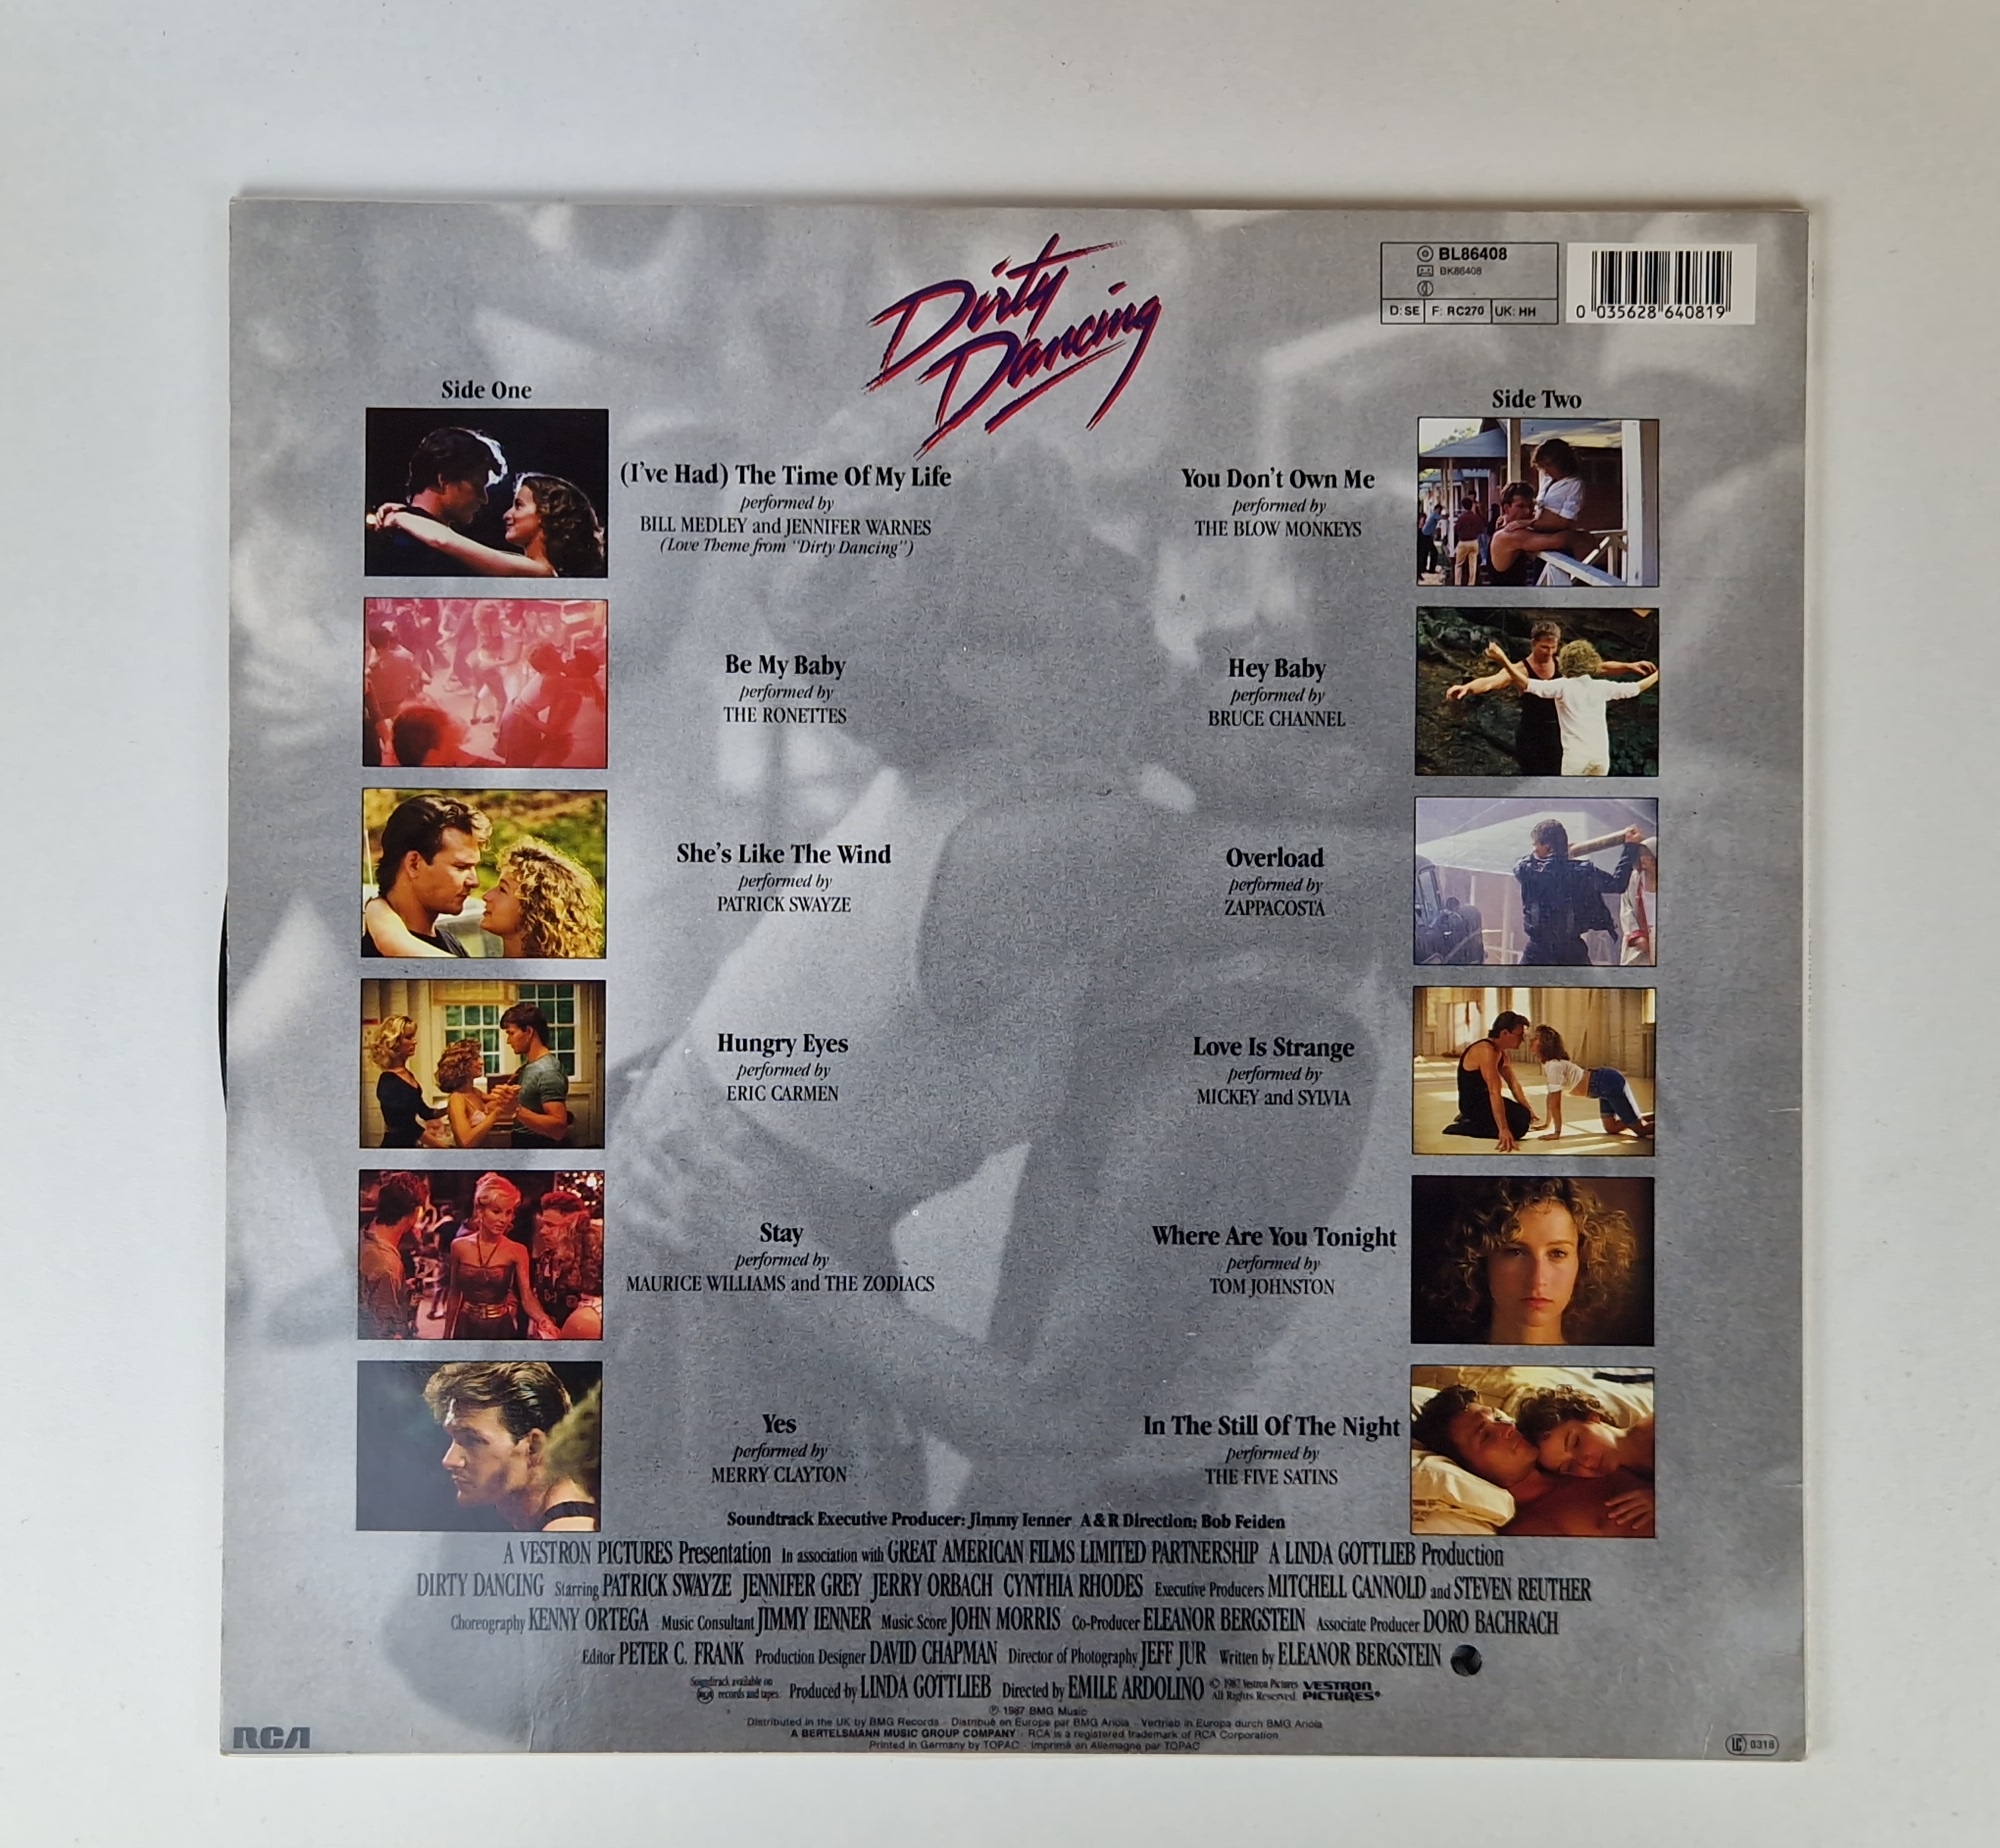 Dirty
Dancing
BL86408
BK86408
D: SE F: RC270 UK: HH
0 035628 640819
Side One
(I've Had) The Time Of My Life
performed by
BILL MEDLEY and JENNIFER WARNES
(Love Theme from "Dirty Dancing")
Be My Baby
performed by
THE RONETTES
She's Like The Wind
performed by
PATRICK SWAYZE
Hungry Eyes
performed by
ERIC CARMEN
Stay
performed by
MAURICE WILLIAMS and THE ZODIACS
Yes
performed by
MERRY CLAYTON
Side Two
You Don't Own Me
performed by
THE BLOW MONKEYS
Hey Baby
performed by
BRUCE CHANNEL
Overload
performed by
ZAPPACOSTA
Love Is Strange
performed by
MICKEY and SYLVIA
Where Are You Tonight
performed by
TOM JOHNSTON
In The Still Of The Night
performed by
THE FIVE SATINS
Soundtrack Executive Producer: Jimmy Ienner A & R Direction: Bob Feiden
A VESTRON PICTURES Presentation In association with GREAT AMERICAN FILMS LIMITED PARTNERSHIP A LINDA GOTTLIEB Production
DIRTY DANCING Starring PATRICK SWAYZE JENNIFER GREY JERRY ORBACH CYNTHIA RHODES Executive Producers MITCHELL CANNOLD and STEVEN REUTHER
Choreography KENNY ORTEGA Music Consultant JIMMY IENNER Music Score JOHN MORRIS Co-Producer ELEANOR BERGSTEIN Associate Producer DORO BACHRACH
Editor PETER C. FRANK Production Designer DAVID CHAPMAN Director of Photography JEFF JUR Written by ELEANOR BERGSTEIN
Soundtrack available on RCA records and tapes. Produced by LINDA GOTTLIEB Directed by EMILE ARDOLINO © 1987 Vestron Pictures All Rights Reserved. VESTRON PICTURES
℗ 1987 BMG Music
Distributed in the UK by BMG Records · Distribué en Europe par BMG Ariola · Vertrieb in Europa durch BMG Ariola
A BERTELSMANN MUSIC GROUP COMPANY · RCA is a registered trademark of RCA Corporation
Printed in Germany by TOPAC · Imprimé en Allemagne par TOPAC
RCA
LC 0316